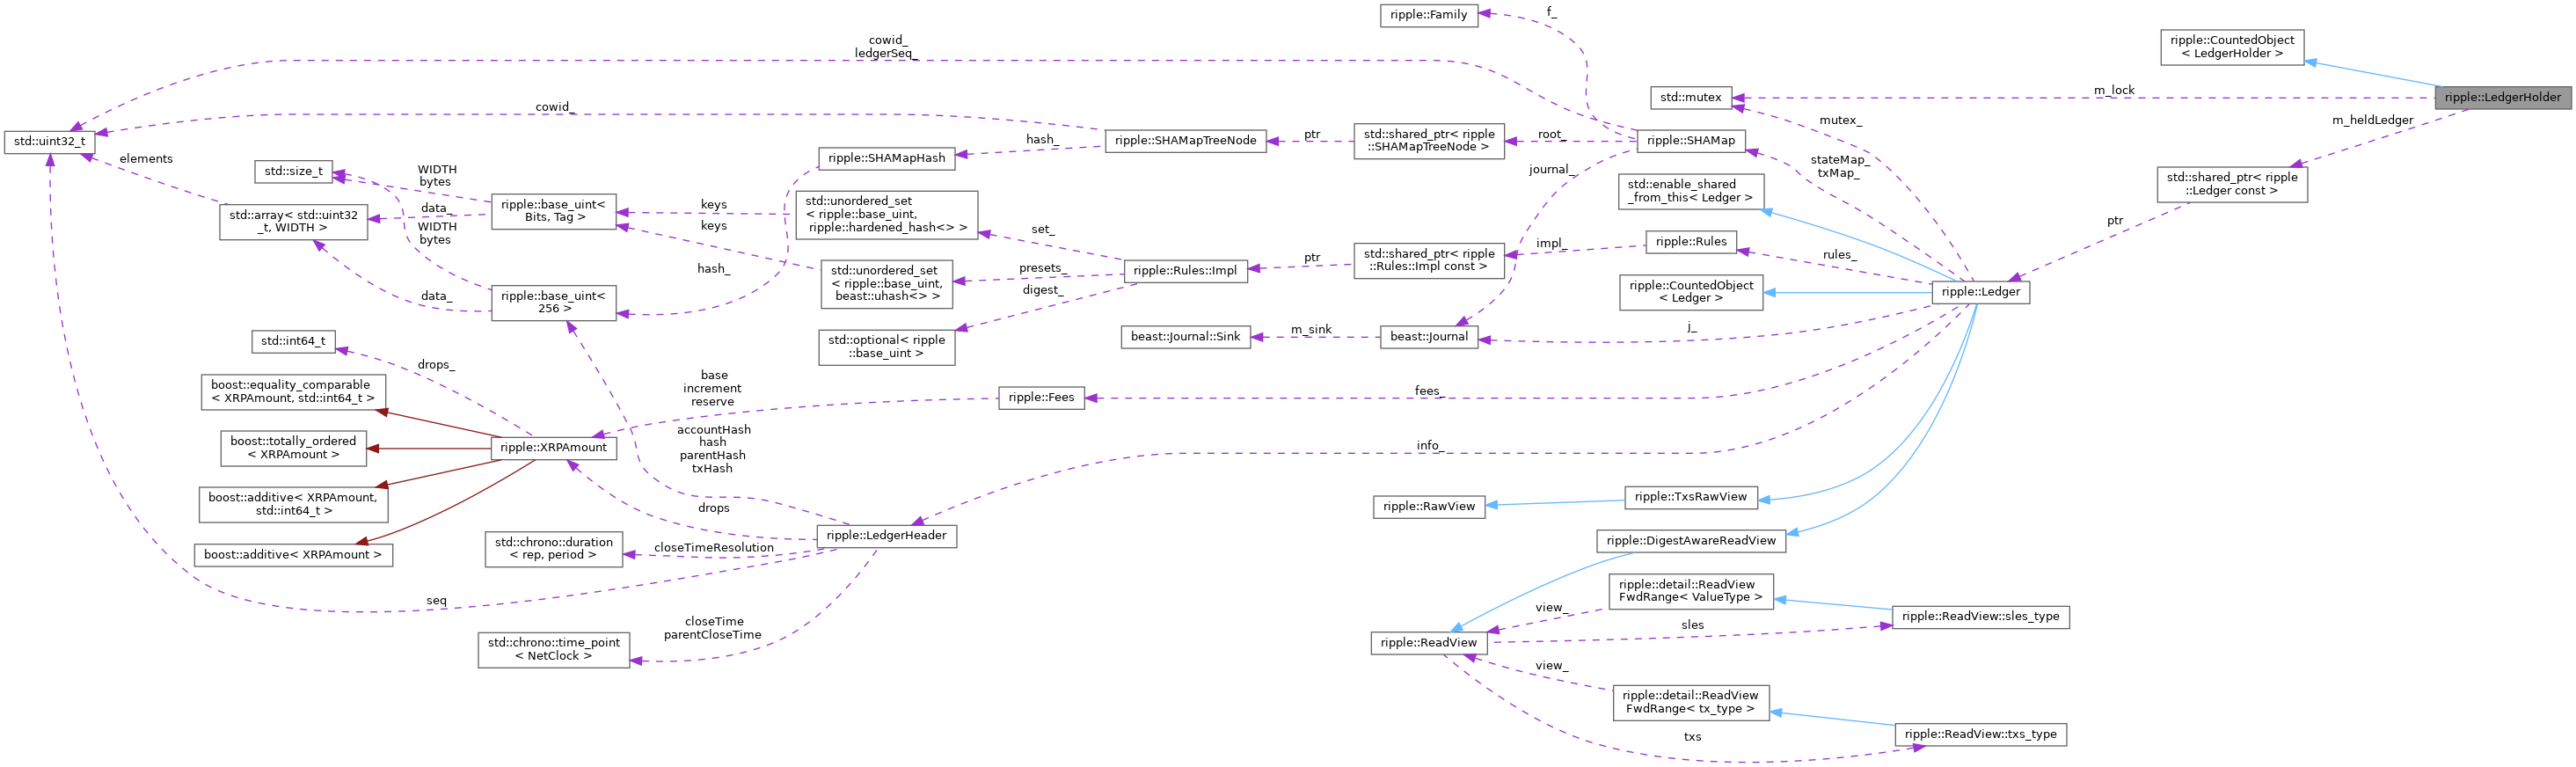 ripple::Family
f_
ripple::CountedObject
< LedgerHolder >
cowid_
ledgerSeq_
std::mutex
m_lock
ripple::LedgerHolder
cowid_
mutex_
m_heldLedger
std::uint32_t
elements
ripple::SHAMapTreeNode
ptr
std::shared_ptr< ripple
::SHAMapTreeNode >
root_
ripple::SHAMap
hash_
ripple::SHAMapHash
std::size_t
WIDTH
bytes
journal_
stateMap_
txMap_
std::shared_ptr< ripple
::Ledger const >
std::enable_shared
_from_this< Ledger >
ripple::base_uint<
Bits, Tag >
keys
std::unordered_set
< ripple::base_uint,
ripple::hardened_hash<> >
std::array< std::uint32
_t, WIDTH >
data_
WIDTH
bytes
keys
set_
ptr
impl_
ripple::Rules
rules_
std::shared_ptr< ripple
::Rules::Impl const >
ptr
ripple::Rules::Impl
presets_
hash_
std::unordered_set
< ripple::base_uint,
beast::uhash<> >
digest_
ripple::CountedObject
< Ledger >
ripple::Ledger
ripple::base_uint<
256 >
data_
std::int64_t
drops_
std::optional< ripple
::base_uint >
beast::Journal::Sink
m_sink
beast::Journal
j_
boost::equality_comparable
< XRPAmount, std::int64_t >
base
increment
reserve
ripple::Fees
fees_
boost::totally_ordered
< XRPAmount >
ripple::XRPAmount
accountHash
hash
parentHash
txHash
info_
boost::additive< XRPAmount,
std::int64_t >
drops
ripple::RawView
ripple::TxsRawView
boost::additive< XRPAmount >
std::chrono::duration
< rep, period >
closeTimeResolution
ripple::LedgerHeader
ripple::DigestAwareReadView
seq
ripple::detail::ReadView
FwdRange< ValueType >
view_
ripple::ReadView::sles_type
sles
closeTime
parentCloseTime
std::chrono::time_point
< NetClock >
ripple::ReadView
view_
ripple::detail::ReadView
FwdRange< tx_type >
txs
ripple::ReadView::txs_type